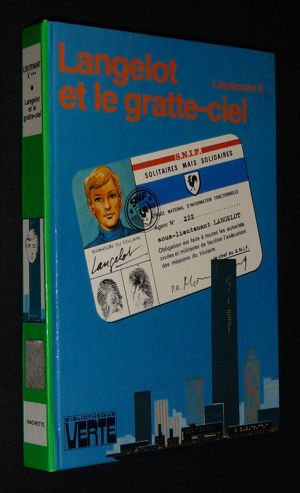 LIEUTENANT
X ***
Langelot
et le
gratte-ciel
HACHETTE
Langelot
et le gratte-ciel
Lieutenant X
S.N.I.F.
SOLITAIRES MAIS SOLIDAIRES
SNIF
SERVICE NATIONAL D'INFORMATION FONCTIONNELLE
Agent N° 222
sous-lieutenant LANGELOT
Obligation est faite à toutes les autorités
civiles et militaires de faciliter l'exécution
des missions du titulaire.
SIGNATURE DU TITULAIRE
Langelot
le chef du S.N.I.F.
P.O.
BIBLIOTHEQUE
VERTE